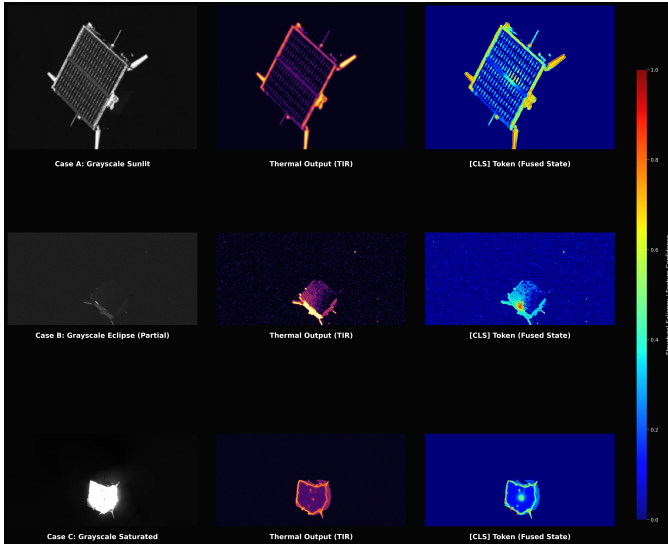 Case A: Grayscale Sunlit
Thermal Output (TIR)
[CLS] Token (Fused State)
1.0
0.8
Case B: Grayscale Eclipse (Partial)
Thermal Output (TIR)
[CLS] Token (Fused State)
0.6
0.4
0.2
Case C: Grayscale Saturated
Thermal Output (TIR)
[CLS] Token (Fused State)
0.0